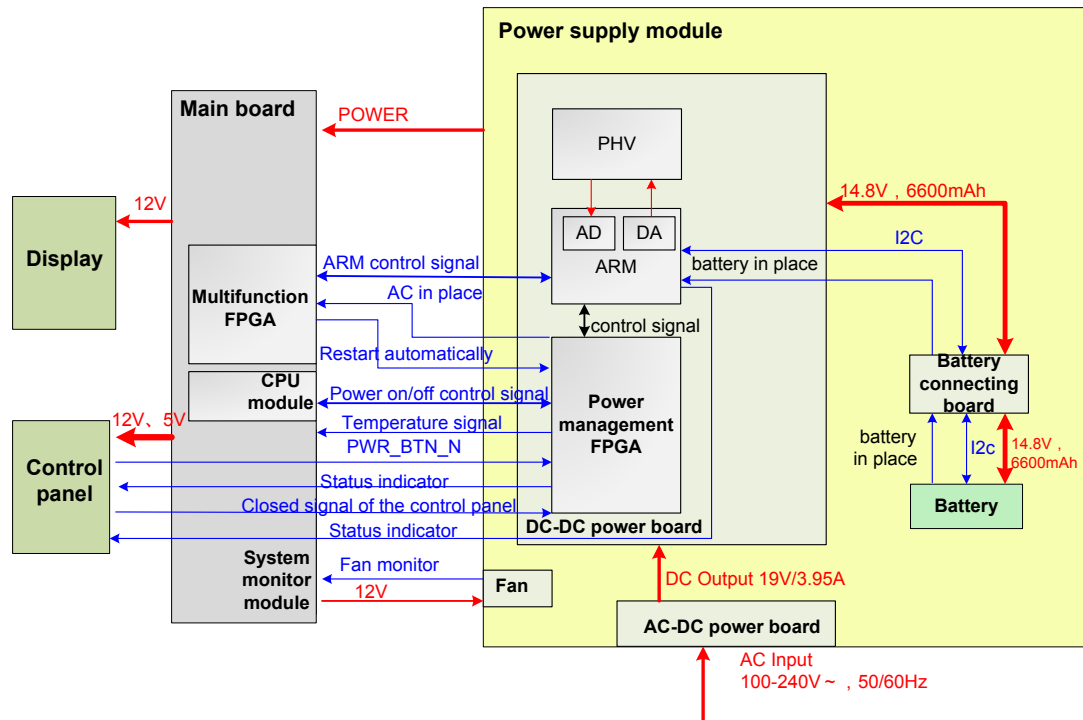 Power supply module
Main board
POWER
PHV
14.8V，6600mAh
12V
AD
DA
ARM
I2C
Display
ARM control signal
battery in place
Multifunction
FPGA
AC in place
control signal
Restart automatically
CPU
module
Power on/off control signal
Battery
connecting
board
Power
management
FPGA
12V、5V
Temperature signal
PWR_BTN_N
battery
in place
I2c
14.8V，
6600mAh
Control
panel
Status indicator
Closed signal of the control panel
Battery
DC-DC power board
Status indicator
System
monitor
module
Fan monitor
12V
Fan
DC Output 19V/3.95A
AC-DC power board
AC Input
100-240V～，50/60Hz